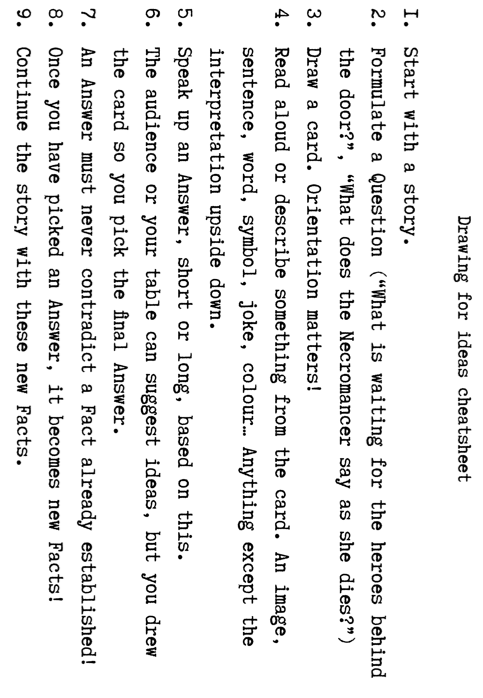 Drawing for ideas cheatsheet
I. Start with a story.
2. Formulate a Question (“What is waiting for the heroes behind
the door?”, “What does the Necromancer say as she dies?”)
3. Draw a card. Orientation matters!
4. Read aloud or describe something from the card. An image,
sentence, word, symbol, joke, colour… Anything except the
interpretation upside down.
5. Speak up an Answer, short or long, based on this.
6. The audience or your table can suggest ideas, but you drew
the card so you pick the final Answer.
7. An Answer must never contradict a Fact already established!
8. Once you have picked an Answer, it becomes new Facts!
9. Continue the story with these new Facts.